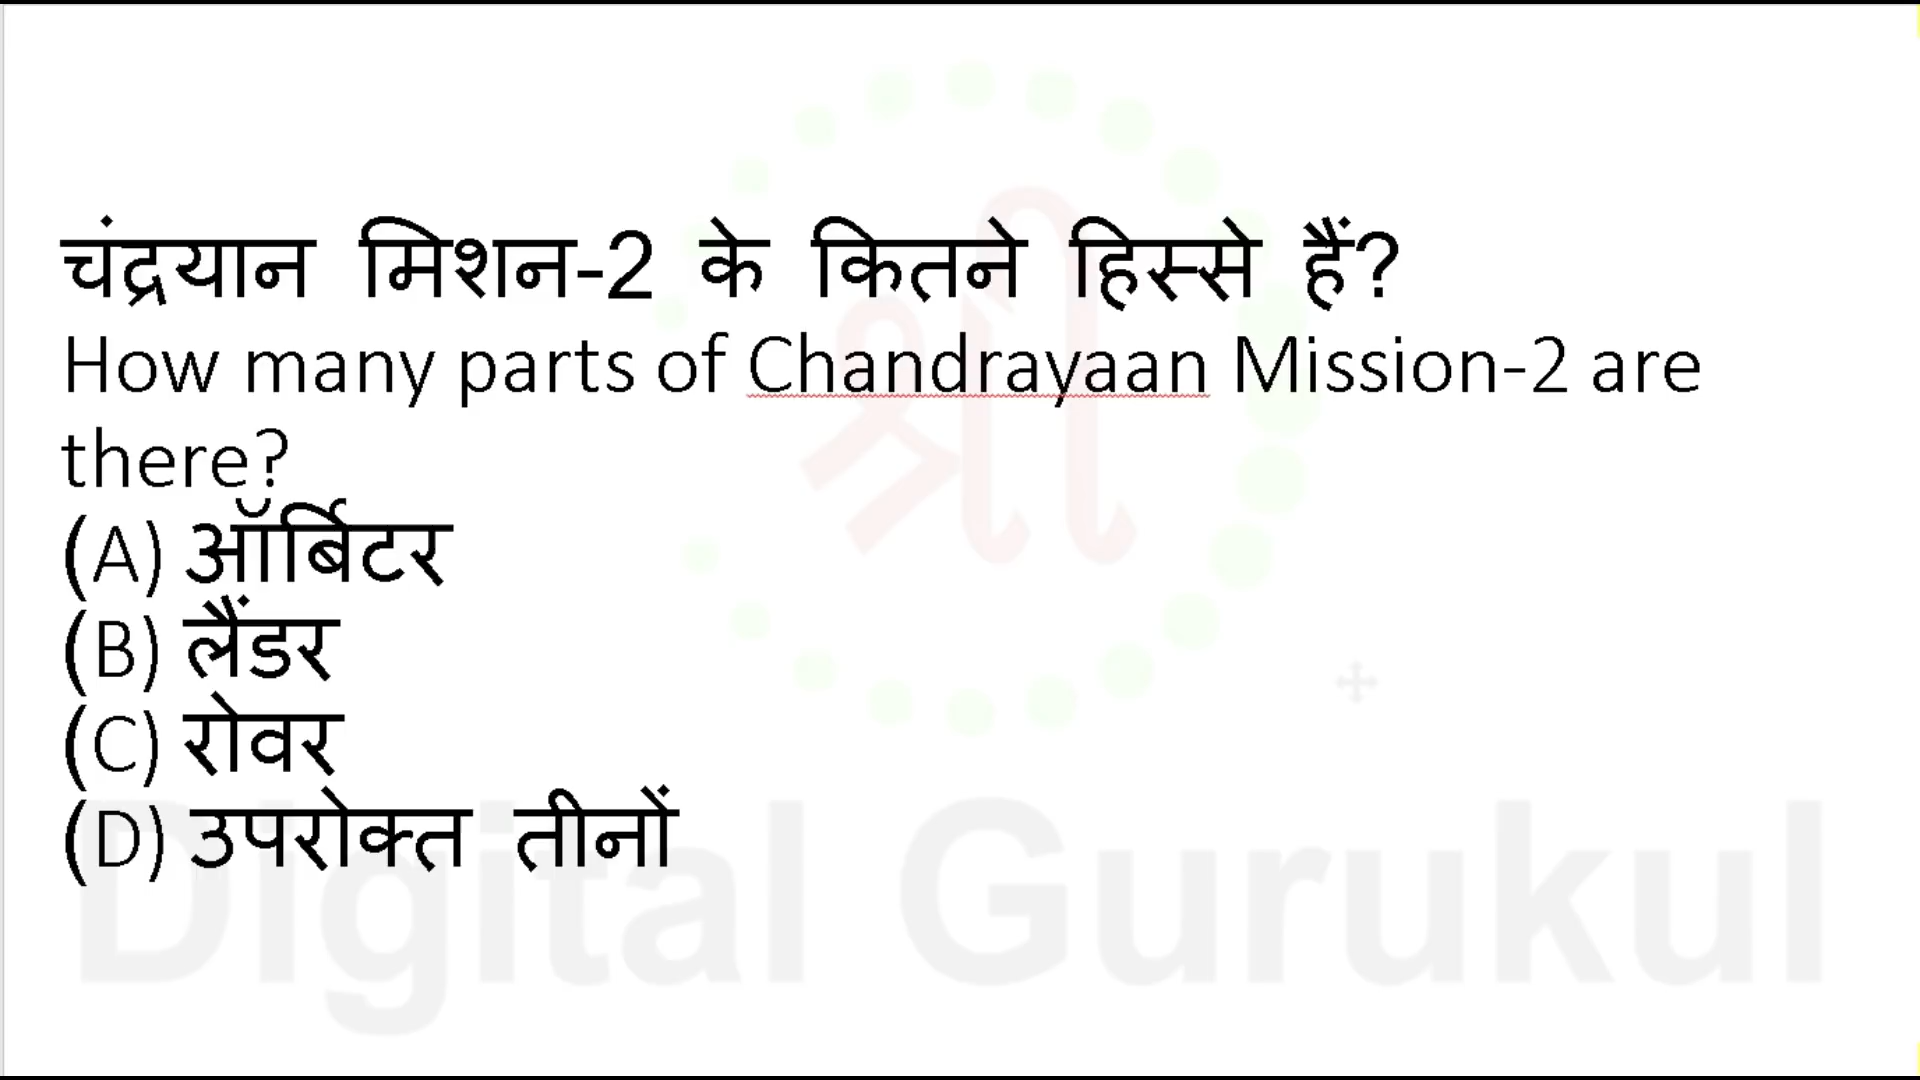 चंद्रयान मिशन-2 के कितने हिस्से हैं?
How many parts of Chandrayaan Mission-2 are
there?
(A) ऑर्बिटर
(B) लैंडर
(C) रोवर
(D) उपरोक्त तीनों
श्री
Digital Gurukul